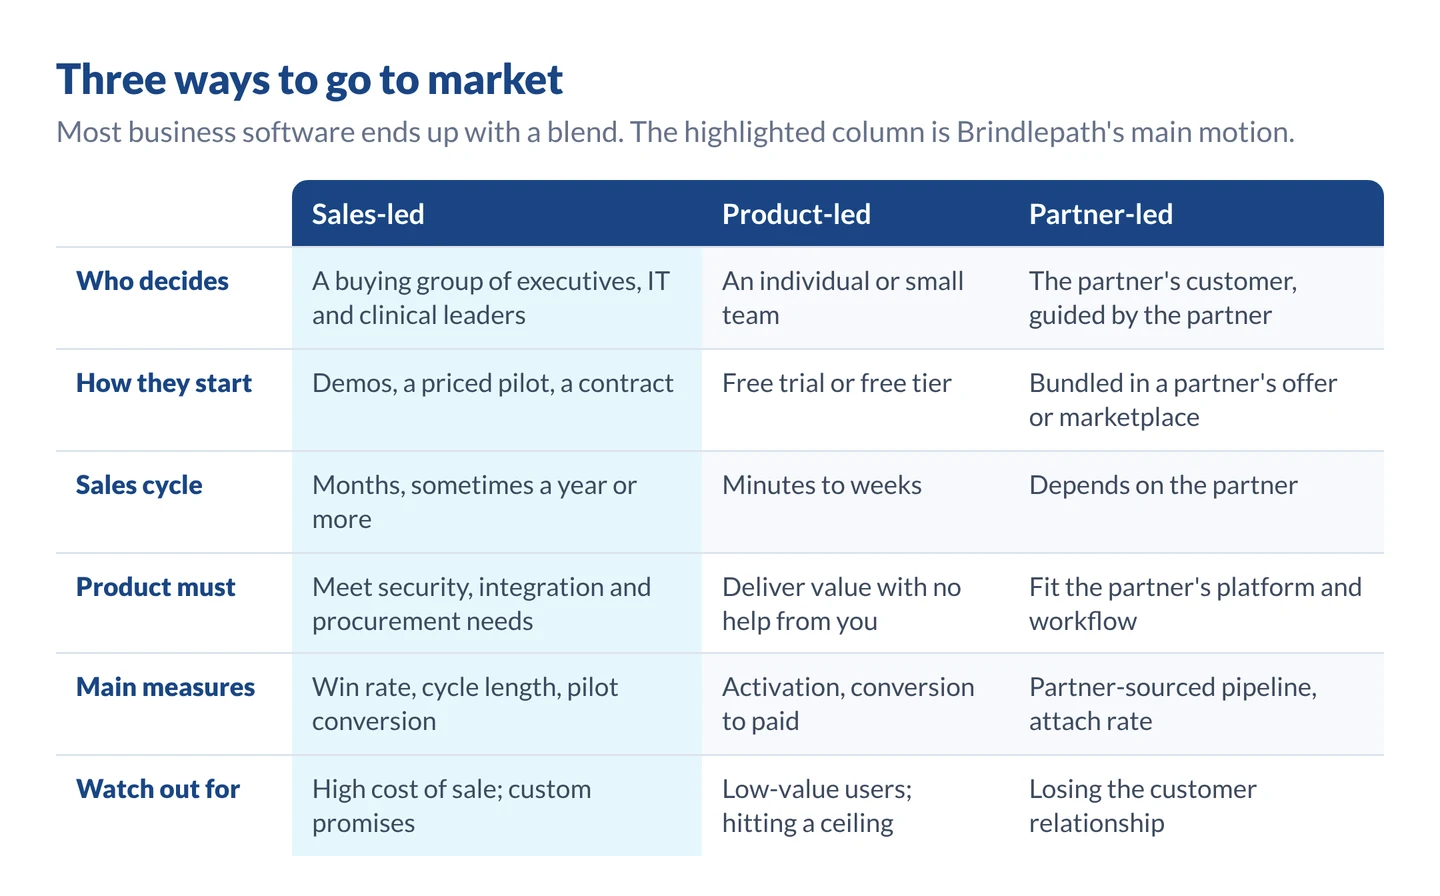 Three ways to go to market
Most business software ends up with a blend. The highlighted column is Brindlepath's main motion.
Sales-led
Product-led
Partner-led
Who decides
A buying group of executives, IT
and clinical leaders
An individual or small
team
The partner's customer,
guided by the partner
How they start
Demos, a priced pilot, a contract
Free trial or free tier
Bundled in a partner's offer
or marketplace
Sales cycle
Months, sometimes a year or
more
Minutes to weeks
Depends on the partner
Product must
Meet security, integration and
procurement needs
Deliver value with no
help from you
Fit the partner's platform and
workflow
Main measures
Win rate, cycle length, pilot
conversion
Activation, conversion
to paid
Partner-sourced pipeline,
attach rate
Watch out for
High cost of sale; custom
promises
Low-value users;
hitting a ceiling
Losing the customer
relationship